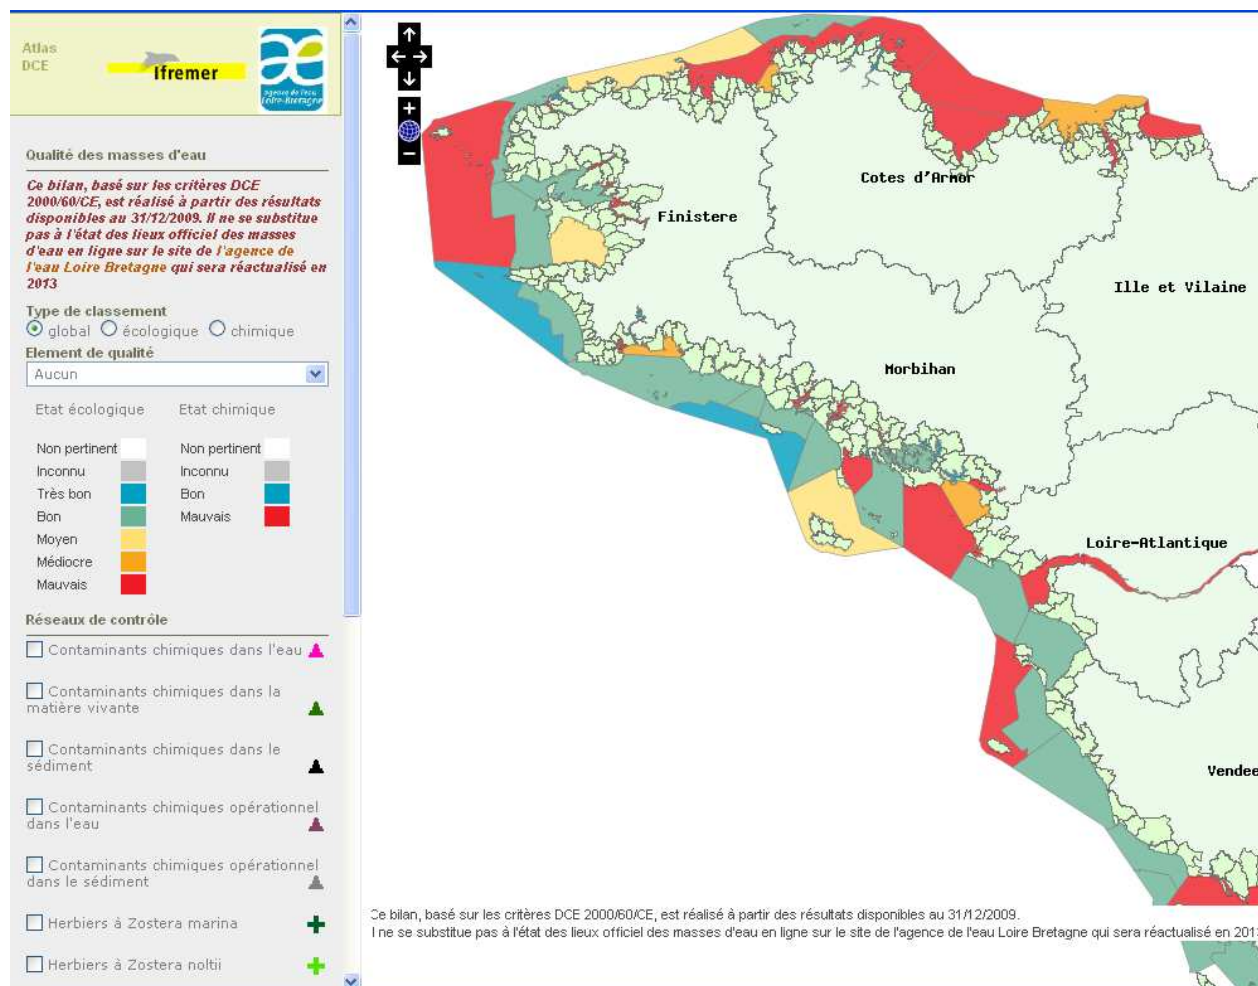 Atlas
DCE
Ifremer
agence de l'eau
Loire-Bretagne
Qualité des masses d'eau
Ce bilan, basé sur les critères DCE
2000/60/CE, est réalisé à partir des résultats
disponibles au 31/12/2009. Il ne se substitue
pas à l'état des lieux officiel des masses
d'eau en ligne sur le site de l'agence de
l'eau Loire Bretagne qui sera réactualisé en
2013
Type de classement
global écologique chimique
Element de qualité
Aucun
Etat écologique Etat chimique
Non pertinent Non pertinent
Inconnu Inconnu
Très bon Bon
Bon Mauvais
Moyen
Médiocre
Mauvais
Réseaux de contrôle
Contaminants chimiques dans l'eau
Contaminants chimiques dans la
matière vivante
Contaminants chimiques dans le
sédiment
Contaminants chimiques opérationnel
dans l'eau
Contaminants chimiques opérationnel
dans le sédiment
Herbiers à Zostera marina
Herbiers à Zostera noltii
Cotes d'Armor
Finistere
Ille et Vilaine
Morbihan
Loire-Atlantique
Vendee
Ce bilan, basé sur les critères DCE 2000/60/CE, est réalisé à partir des résultats disponibles au 31/12/2009.
l ne se substitue pas à l'état des lieux officiel des masses d'eau en ligne sur le site de l'agence de l'eau Loire Bretagne qui sera réactualisé en 2013